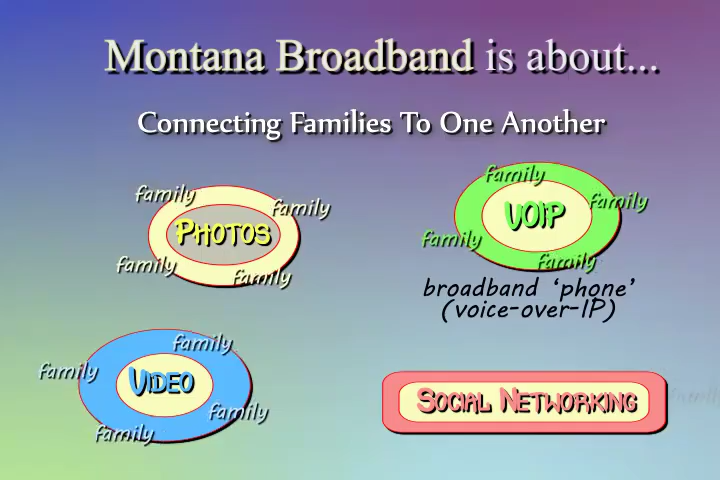 Montana Broadband is about...
Connecting Families To One Another
family
family
PHOTOS
family
family
family
family
VOIP
family
family
broadband ‘phone’
(voice-over-IP)
family
family
VIDEO
family
family
SOCIAL NETWORKING